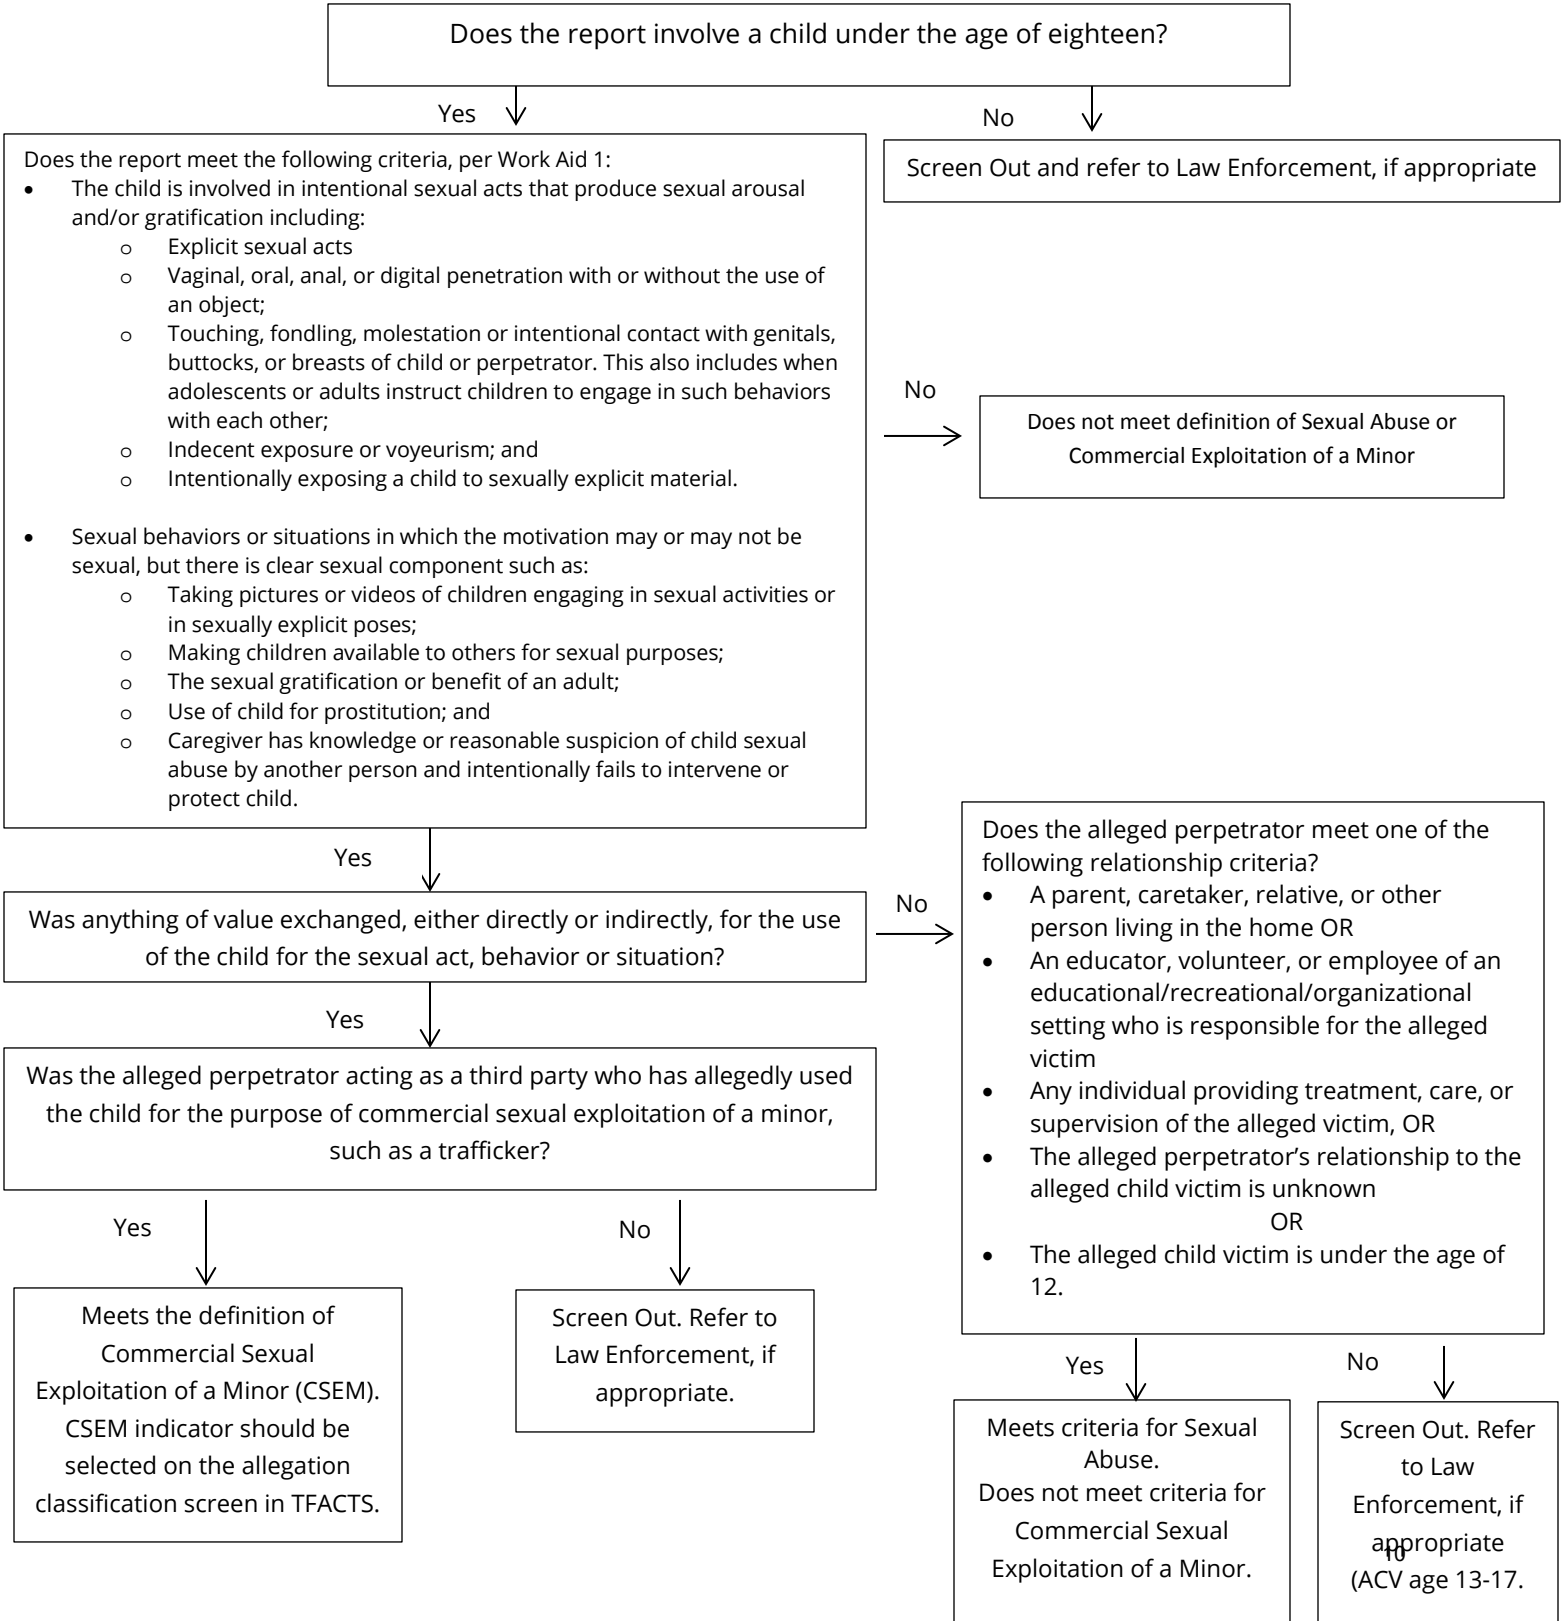 Does the report involve a child under the age of eighteen?
Yes
No
Screen Out and refer to Law Enforcement, if appropriate
Does the report meet the following criteria, per Work Aid 1:
• The child is involved in intentional sexual acts that produce sexual arousal
and/or gratification including:
o Explicit sexual acts
o Vaginal, oral, anal, or digital penetration with or without the use of
an object;
o Touching, fondling, molestation or intentional contact with genitals,
buttocks, or breasts of child or perpetrator. This also includes when
adolescents or adults instruct children to engage in such behaviors
with each other;
o Indecent exposure or voyeurism; and
o Intentionally exposing a child to sexually explicit material.
• Sexual behaviors or situations in which the motivation may or may not be
sexual, but there is clear sexual component such as:
o Taking pictures or videos of children engaging in sexual activities or
in sexually explicit poses;
o Making children available to others for sexual purposes;
o The sexual gratification or benefit of an adult;
o Use of child for prostitution; and
o Caregiver has knowledge or reasonable suspicion of child sexual
abuse by another person and intentionally fails to intervene or
protect child.
No
Does not meet definition of Sexual Abuse or
Commercial Exploitation of a Minor
Yes
Was anything of value exchanged, either directly or indirectly, for the use
of the child for the sexual act, behavior or situation?
No
Does the alleged perpetrator meet one of the
following relationship criteria?
• A parent, caretaker, relative, or other
person living in the home OR
• An educator, volunteer, or employee of an
educational/recreational/organizational
setting who is responsible for the alleged
victim
• Any individual providing treatment, care, or
supervision of the alleged victim, OR
• The alleged perpetrator’s relationship to the
alleged child victim is unknown
OR
• The alleged child victim is under the age of
12.
Yes
Was the alleged perpetrator acting as a third party who has allegedly used
the child for the purpose of commercial sexual exploitation of a minor,
such as a trafficker?
Yes
No
Meets the definition of
Commercial Sexual
Exploitation of a Minor (CSEM).
CSEM indicator should be
selected on the allegation
classification screen in TFACTS.
Screen Out. Refer to
Law Enforcement, if
appropriate.
Yes
No
Meets criteria for Sexual
Abuse.
Does not meet criteria for
Commercial Sexual
Exploitation of a Minor.
Screen Out. Refer
to Law
Enforcement, if
appropriate
(ACV age 13-17.
10